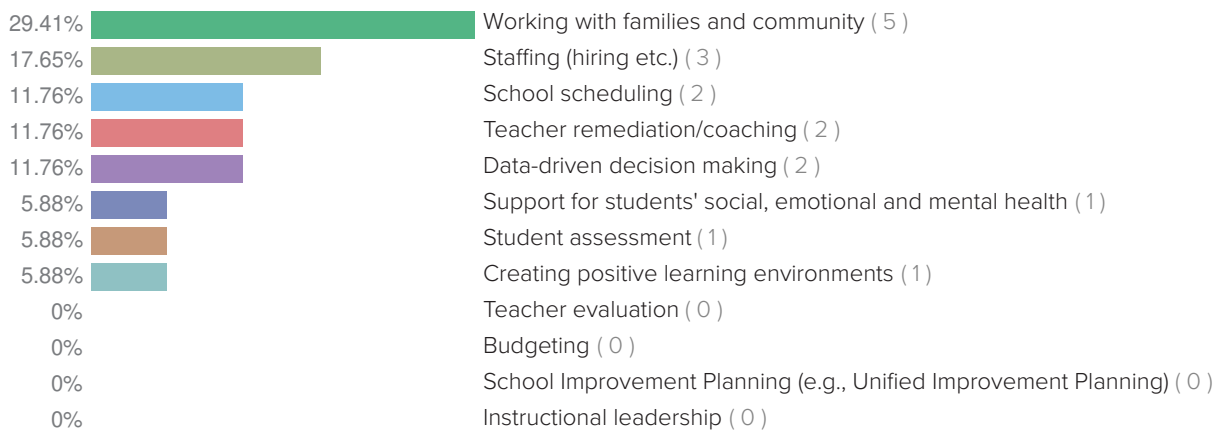 29.41% Working with families and community ( 5 )
17.65% Staffing (hiring etc.) ( 3 )
11.76% School scheduling ( 2 )
11.76% Teacher remediation/coaching ( 2 )
11.76% Data-driven decision making ( 2 )
5.88% Support for students' social, emotional and mental health ( 1 )
5.88% Student assessment ( 1 )
5.88% Creating positive learning environments ( 1 )
0% Teacher evaluation ( 0 )
0% Budgeting ( 0 )
0% School Improvement Planning (e.g., Unified Improvement Planning) ( 0 )
0% Instructional leadership ( 0 )